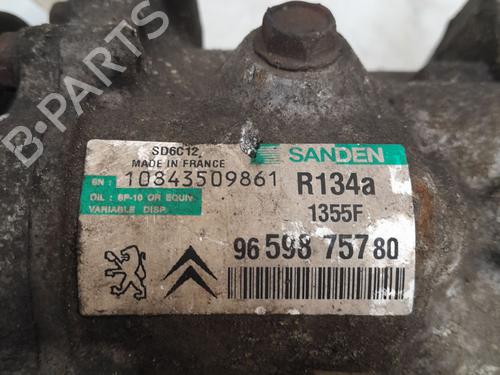 SD6C12
MADE IN FRANCE
SANDEN
SN : 10843509861
R134a
OIL : SP-10 OR EQUIV.
VARIABLE DISP.
1355F
96 598 757 80
B-PARTS